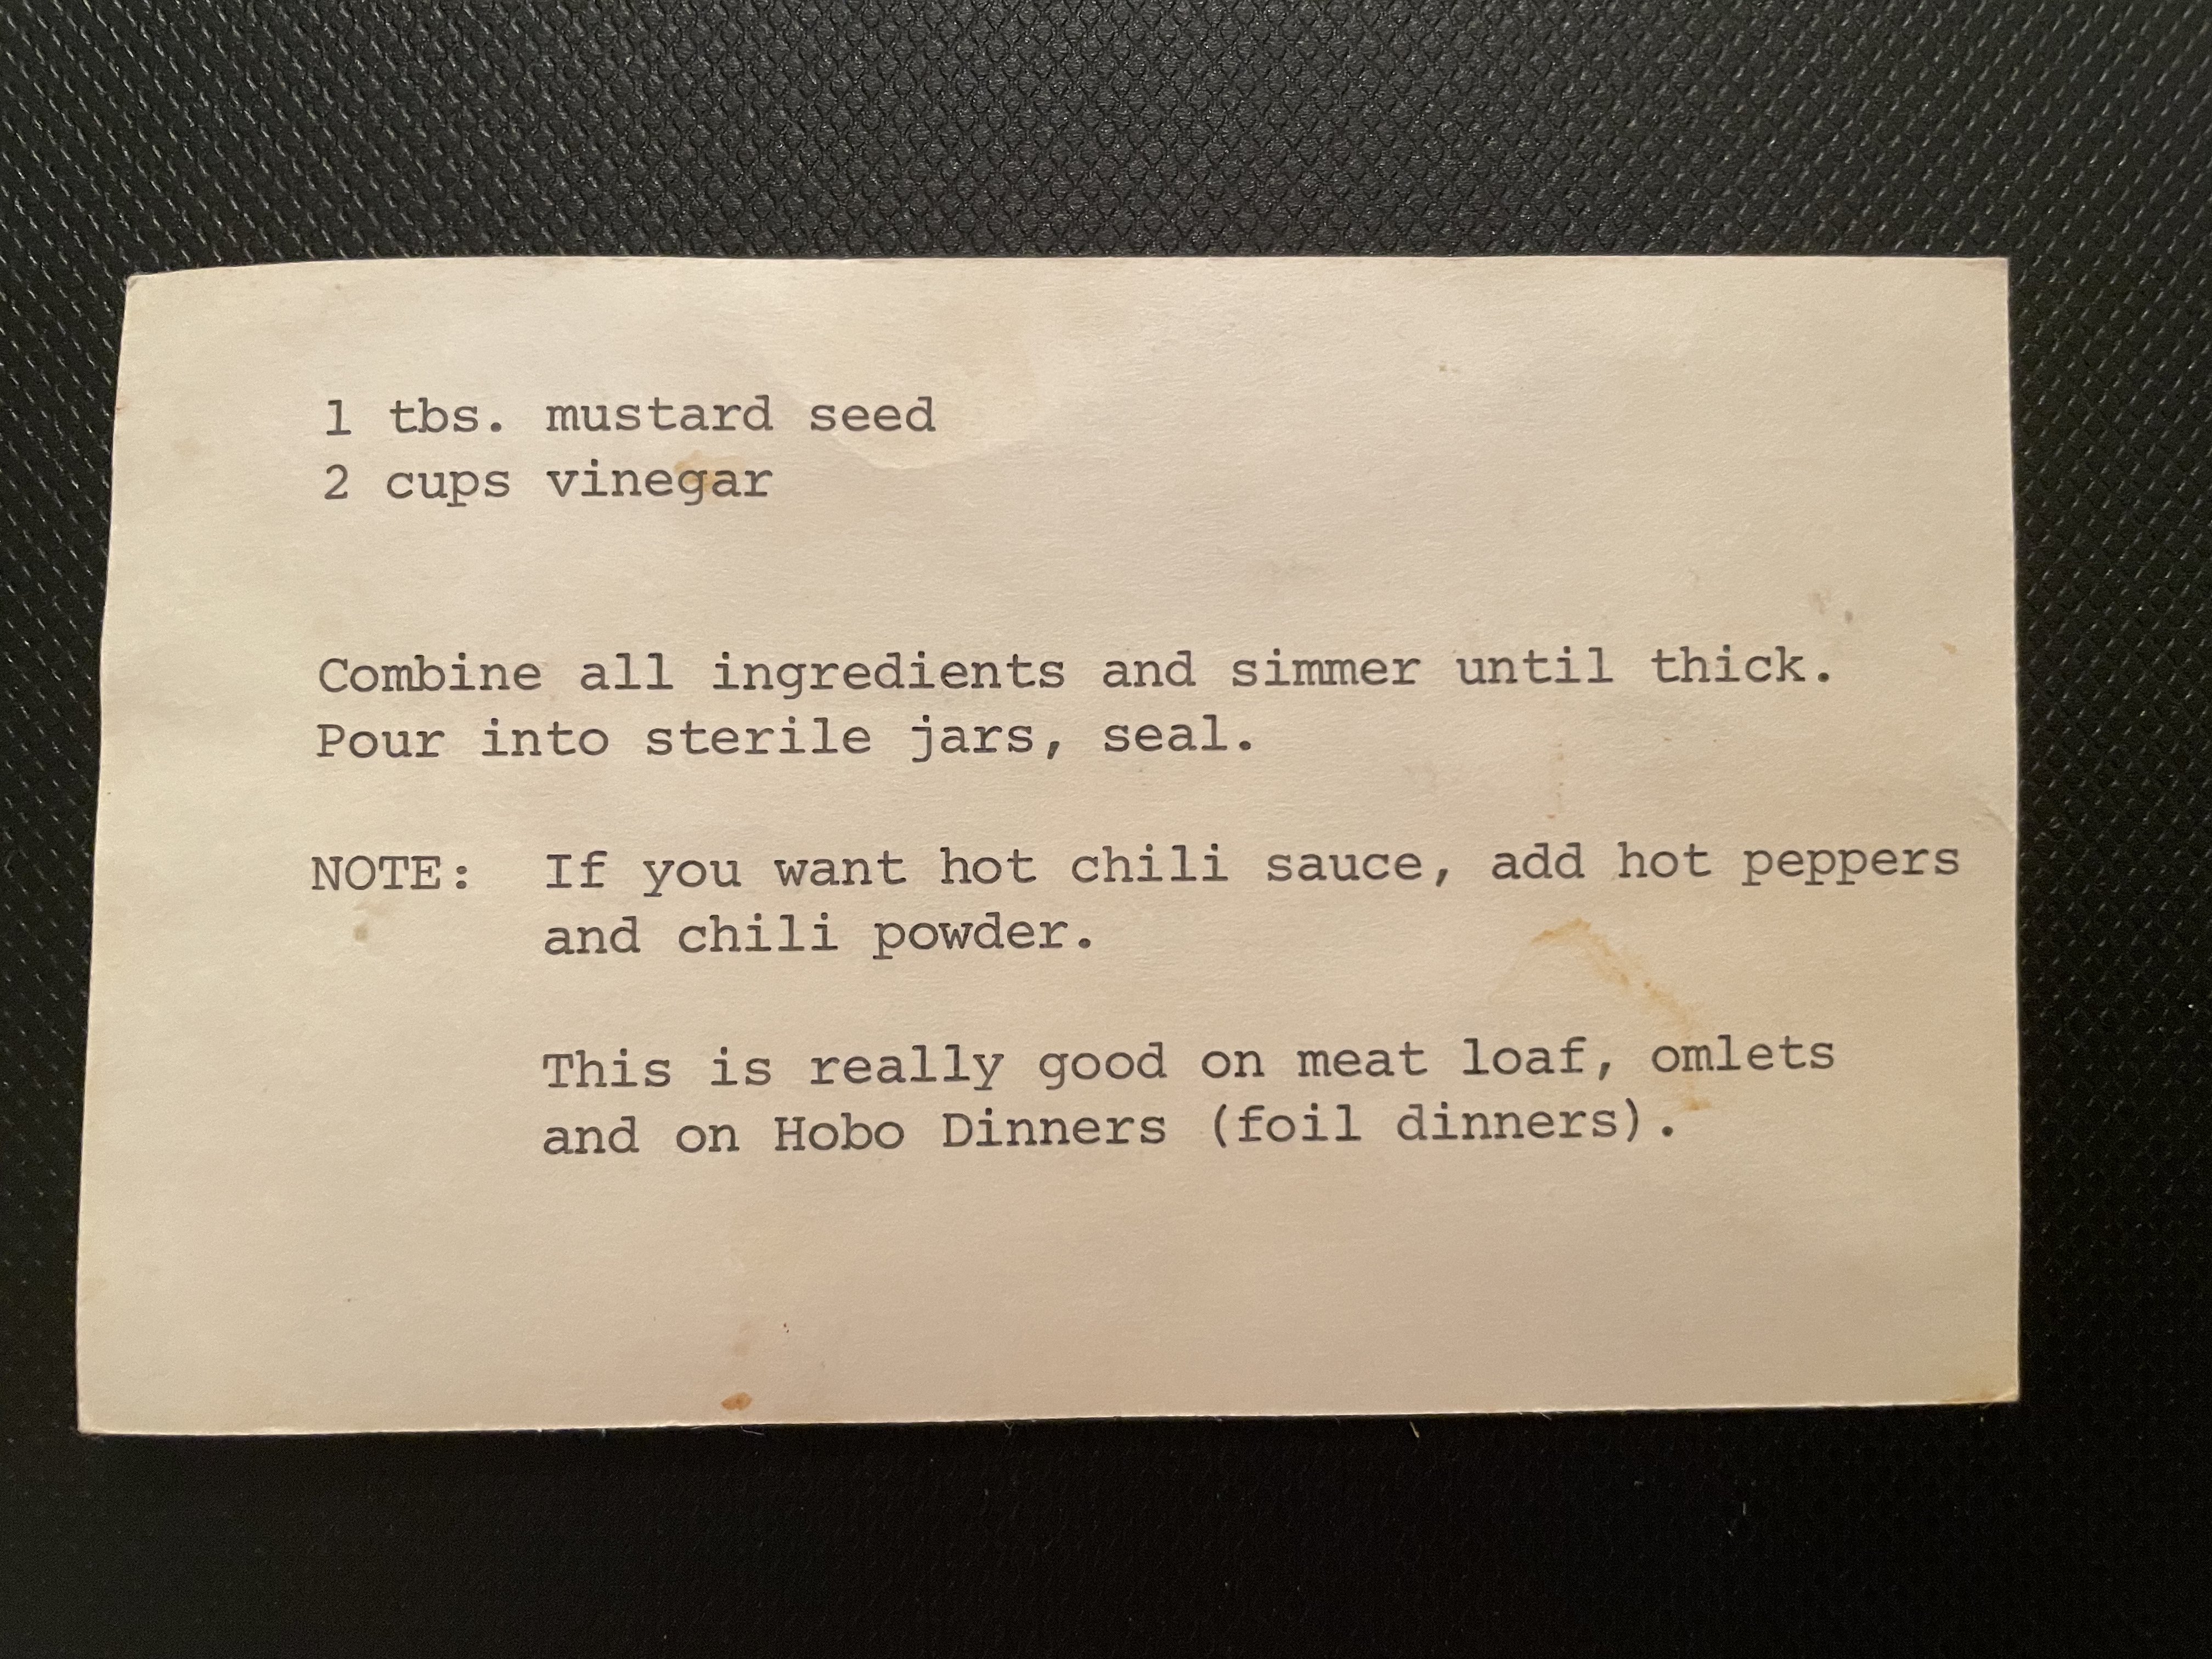 1 tbs. mustard seed
2 cups vinegar
Combine all ingredients and simmer until thick.
Pour into sterile jars, seal.
NOTE: If you want hot chili sauce, add hot peppers
and chili powder.
This is really good on meat loaf, omlets
and on Hobo Dinners (foil dinners).